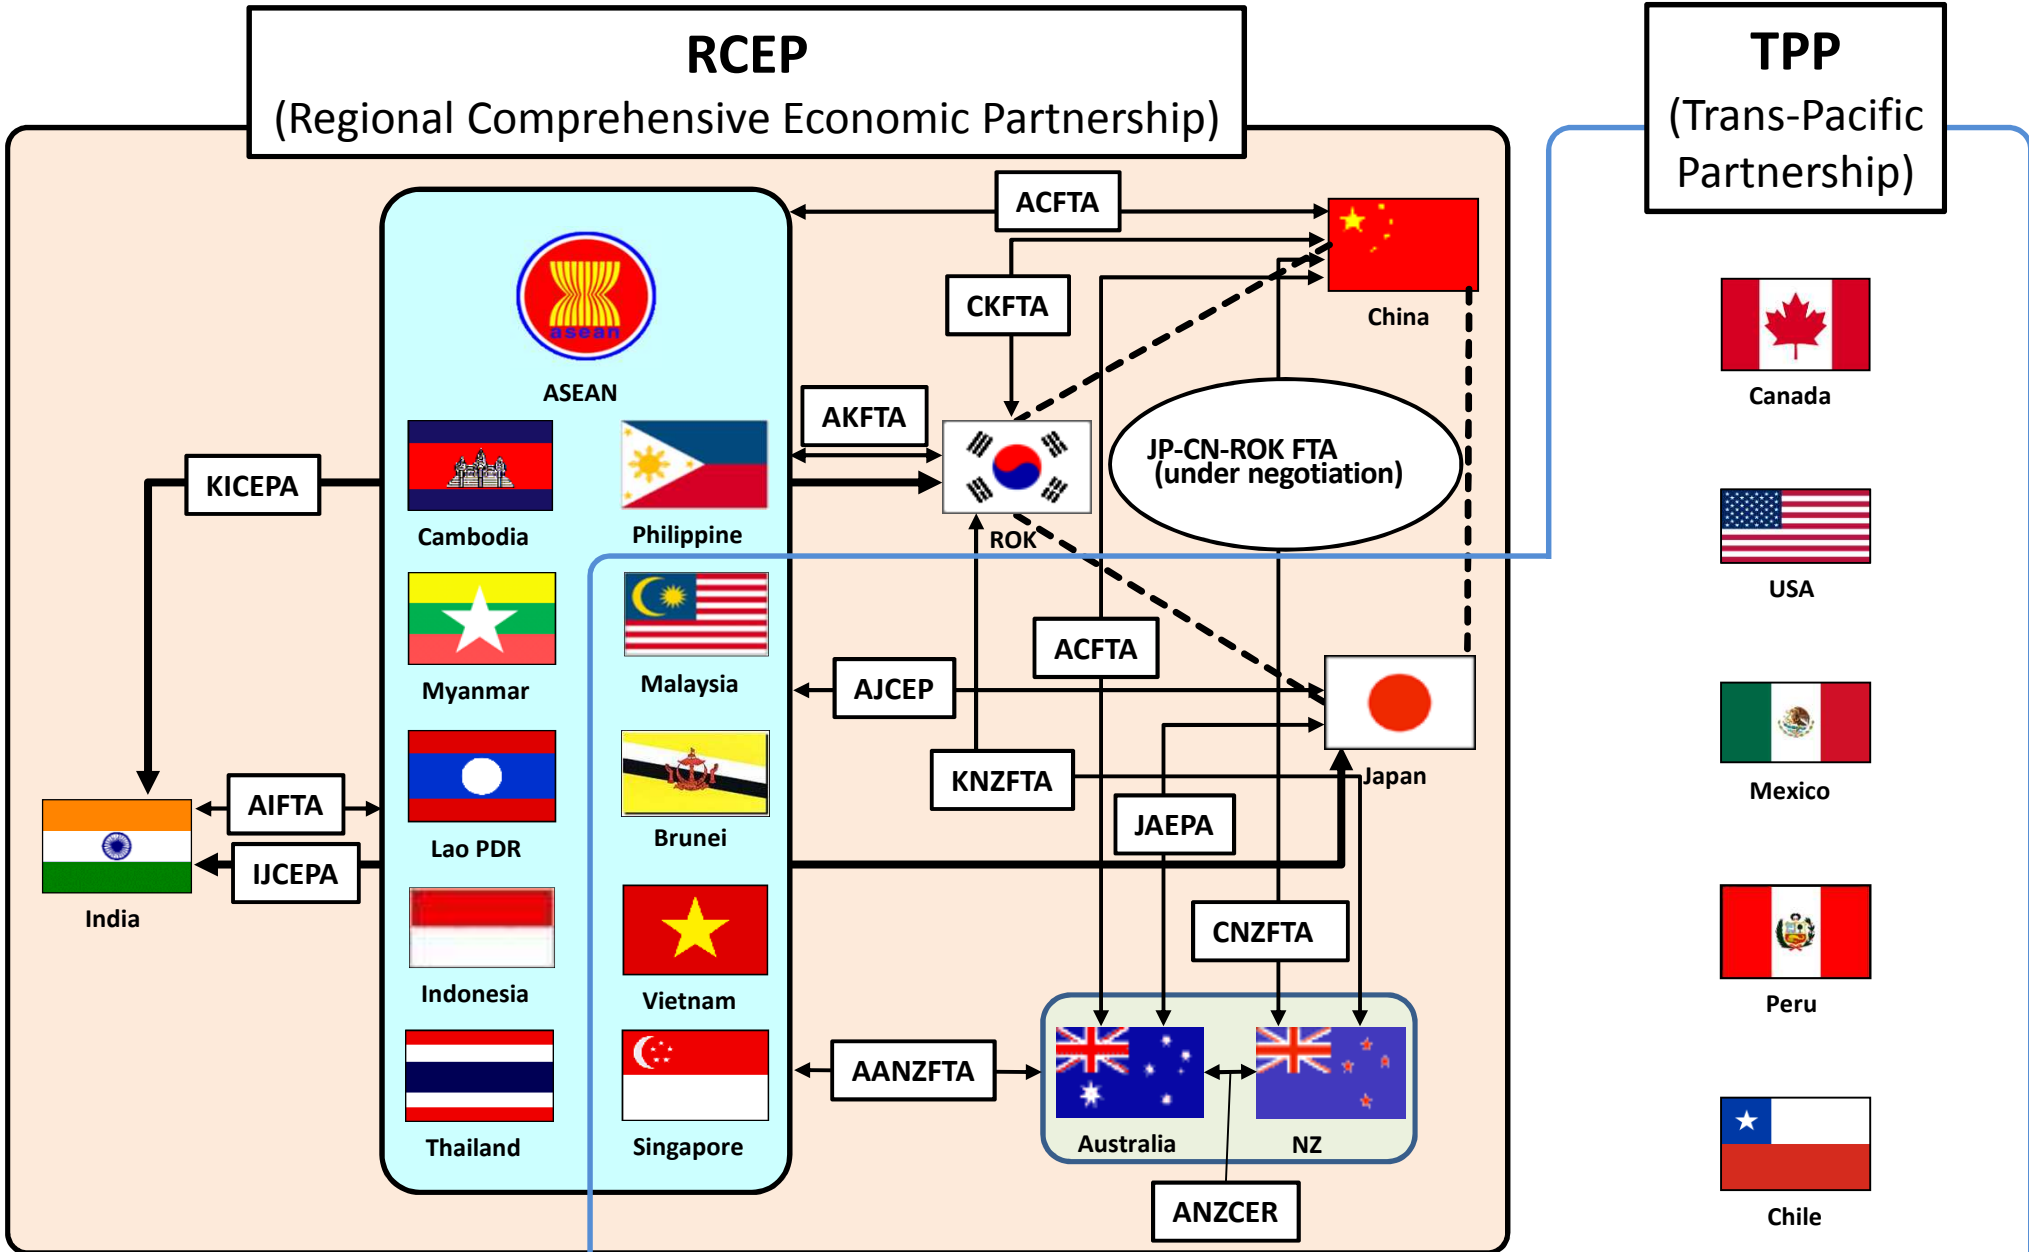 RCEP
(Regional Comprehensive Economic Partnership)
TPP
(Trans-Pacific
Partnership)
ACFTA
CKFTA
China
asean
ASEAN
AKFTA
JP-CN-ROK FTA
(under negotiation)
Canada
KICEPA
Cambodia
Philippine
ROK
USA
ACFTA
Myanmar
Malaysia
AJCEP
KNZFTA
Japan
Mexico
AIFTA
JAEPA
Lao PDR
Brunei
IJCEPA
India
CNZFTA
Indonesia
Vietnam
Peru
AANZFTA
Thailand
Singapore
Australia
NZ
ANZCER
Chile